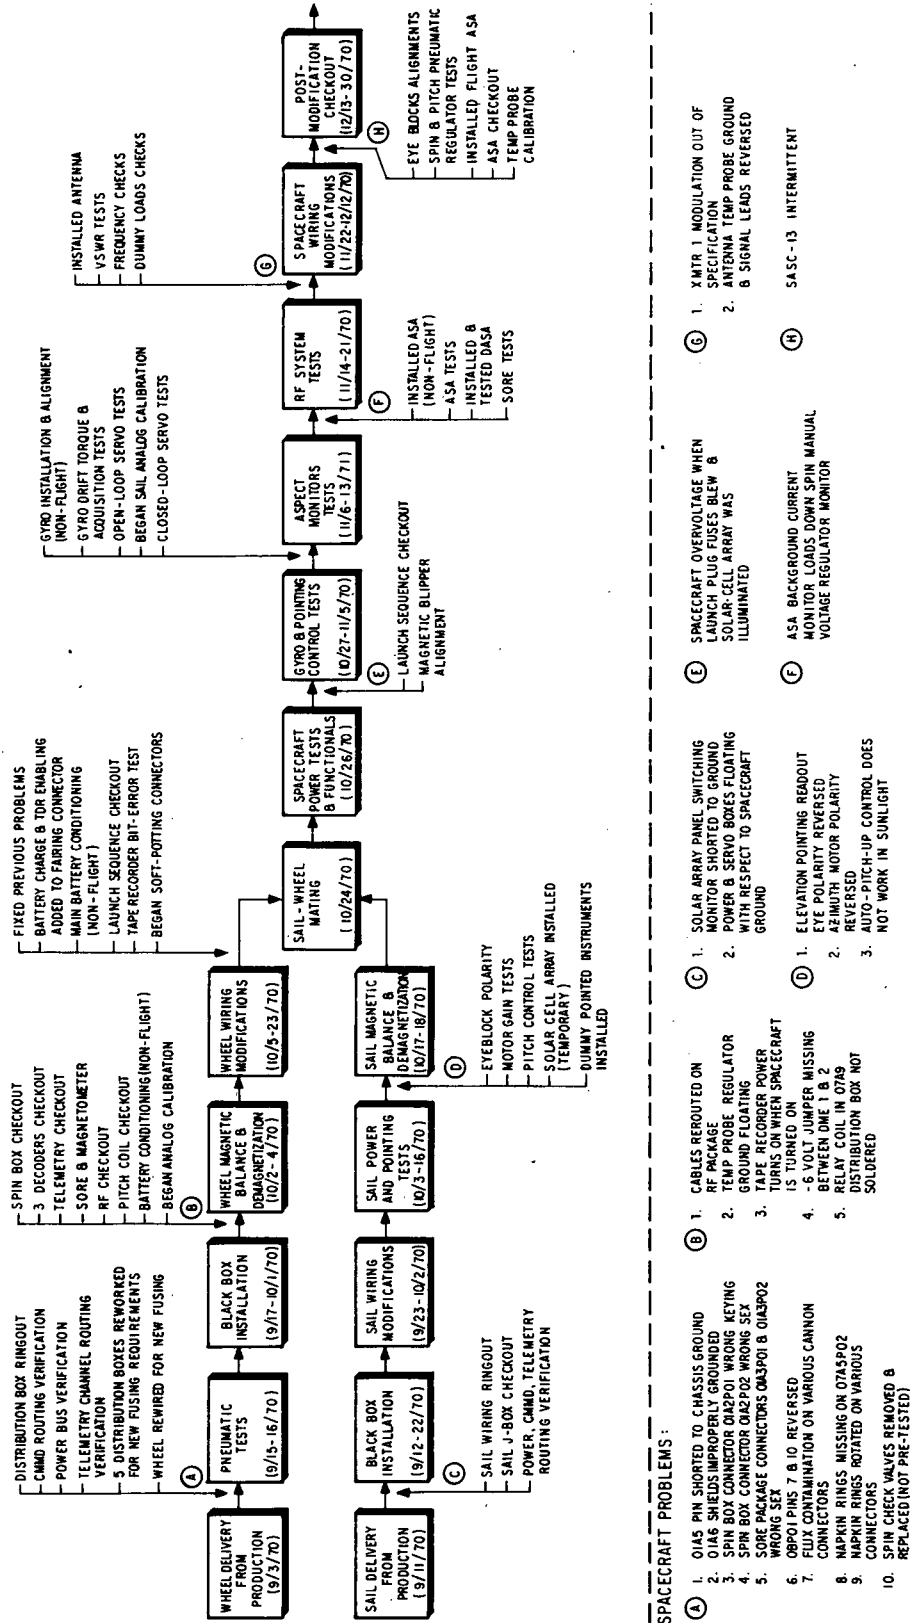 DISTRIBUTION BOX RINGOUT
CMMD ROUTING VERIFICATION
POWER BUS VERIFICATION
TELEMETRY CHANNEL ROUTING
VERIFICATION
5 DISTRIBUTION BOXES REWORKED
FOR NEW FUSING REQUIREMENTS
WHEEL REWIRED FOR NEW FUSING
SPIN BOX CHECKOUT
3 DECODERS CHECKOUT
TELEMETRY CHECKOUT
SORE & MAGNETOMETER
RF CHECKOUT
PITCH COIL CHECKOUT
BATTERY CONDITIONING (NON-FLIGHT)
BEGAN ANALOG CALIBRATION
FIXED PREVIOUS PROBLEMS
BATTERY CHARGE & TDR ENABLING
ADDED TO FAIRING CONNECTOR
MAIN BATTERY CONDITIONING
(NON-FLIGHT)
LAUNCH SEQUENCE CHECKOUT
TAPE RECORDER BIT-ERROR TEST
BEGAN SOFT-POTTING CONNECTORS
GYRO INSTALLATION & ALIGNMENT
(NON-FLIGHT)
GYRO DRIFT TORQUE &
ACQUISITION TESTS
OPEN-LOOP SERVO TESTS
BEGAN SAIL ANALOG CALIBRATION
CLOSED-LOOP SERVO TESTS
INSTALLED ANTENNA
VSWR TESTS
FREQUENCY CHECKS
DUMMY LOADS CHECKS
A
B
G
WHEEL DELIVERY
FROM
PRODUCTION
(9/3/70)
PNEUMATIC
TESTS
(9/15-16/70)
BLACK BOX
INSTALLATION
(9/17-10/1/70)
WHEEL MAGNETIC
BALANCE &
DEMAGNETIZATION
(10/2-4/70)
WHEEL WIRING
MODIFICATIONS
(10/5-23/70)
SAIL-WHEEL
MATING
(10/24/70)
SPACECRAFT
POWER TESTS
& FUNCTIONALS
(10/26/70)
GYRO & POINTING
CONTROL TESTS
(10/27-11/5/70)
ASPECT
MONITORS
TESTS
(11/6-13/71)
RF SYSTEM
TESTS
(11/14-21/70)
SPACECRAFT
WIRING
MODIFICATIONS
(11/22-12/12/70)
POST-
MODIFICATION
CHECKOUT
(12/13-30/70)
SAIL DELIVERY
FROM
PRODUCTION
(9/11/70)
BLACK BOX
INSTALLATION
(9/12-22/70)
SAIL WIRING
MODIFICATIONS
(9/23-10/2/70)
SAIL POWER
AND POINTING
TESTS
(10/3-16/70)
SAIL MAGNETIC
BALANCE &
DEMAGNETIZATION
(10/17-18/70)
C
SAIL WIRING RINGOUT
SAIL J-BOX CHECKOUT
POWER, CMMD, TELEMETRY
ROUTING VERIFICATION
D
EYEBLOCK POLARITY
MOTOR GAIN TESTS
PITCH CONTROL TESTS
SOLAR CELL ARRAY INSTALLED
(TEMPORARY)
DUMMY POINTED INSTRUMENTS
INSTALLED
E
LAUNCH SEQUENCE CHECKOUT
MAGNETIC BLIPPER
ALIGNMENT
F
INSTALLED ASA
(NON-FLIGHT)
ASA TESTS
INSTALLED &
TESTED DASA
SORE TESTS
H
EYE BLOCKS ALIGNMENTS
SPIN & PITCH PNEUMATIC
REGULATOR TESTS
INSTALLED FLIGHT ASA
ASA CHECKOUT
TEMP PROBE
CALIBRATION
SPACECRAFT PROBLEMS:
A 1. 01A5 PIN SHORTED TO CHASSIS GROUND
2. 01A6 SHIELDS IMPROPERLY GROUNDED
3. SPIN BOX CONNECTOR 01A2P01 WRONG KEYING
4. SPIN BOX CONNECTOR 01A2P02 WRONG SEX
5. SORE PACKAGE CONNECTORS 01A3P01 & 01A3P02
WRONG SEX
6. OBP01 PINS 7 & 10 REVERSED
7. FLUX CONTAMINATION ON VARIOUS CANNON
CONNECTORS
8. NAPKIN RINGS MISSING ON 07A5P02
9. NAPKIN RINGS ROTATED ON VARIOUS
CONNECTORS
10. SPIN CHECK VALVES REMOVED &
REPLACED (NOT PRE-TESTED)
B 1. CABLES REROUTED ON
RF PACKAGE
2. TEMP PROBE REGULATOR
GROUND FLOATING
3. TAPE RECORDER POWER
TURNS ON WHEN SPACECRAFT
IS TURNED ON
4. -6 VOLT JUMPER MISSING
BETWEEN DME 1 & 2
5. RELAY COIL IN 07A9
DISTRIBUTION BOX NOT
SOLDERED
C 1. SOLAR ARRAY PANEL SWITCHING
MONITOR SHORTED TO GROUND
2. POWER & SERVO BOXES FLOATING
WITH RESPECT TO SPACECRAFT
GROUND
D 1. ELEVATION POINTING READOUT
EYE POLARITY REVERSED
2. AZIMUTH MOTOR POLARITY
REVERSED
3. AUTO-PITCH-UP CONTROL DOES
NOT WORK IN SUNLIGHT
E SPACECRAFT OVERVOLTAGE WHEN
LAUNCH PLUG FUSES BLEW &
SOLAR-CELL ARRAY WAS
ILLUMINATED
F ASA BACKGROUND CURRENT
MONITOR LOADS DOWN SPIN MANUAL
VOLTAGE REGULATOR MONITOR
G 1. XMTR 1 MODULATION OUT OF
SPECIFICATION
2. ANTENNA TEMP PROBE GROUND
& SIGNAL LEADS REVERSED
H SASC-13 INTERMITTENT